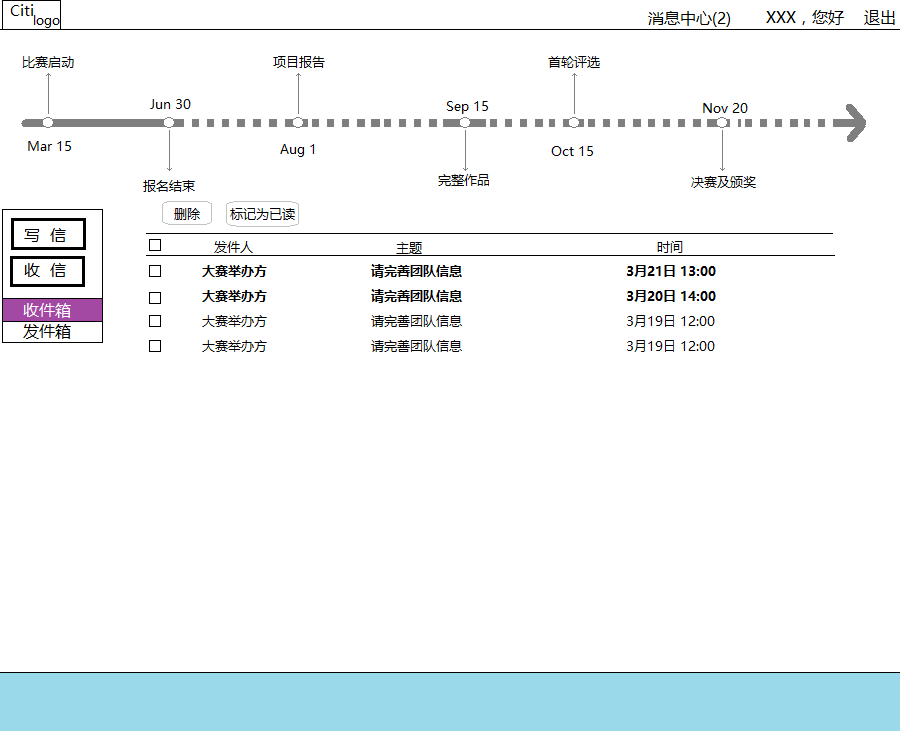 Citi
logo
消息中心(2) XXX，您好 退出
比赛启动 项目报告 首轮评选
Jun 30 Sep 15 Nov 20
Mar 15 Aug 1 Oct 15
报名结束 完整作品 决赛及颁奖
删除 标记为已读
写 信
收 信
收件箱
发件箱
发件人 主题 时间
大赛举办方 请完善团队信息 3月21日 13:00
大赛举办方 请完善团队信息 3月20日 14:00
大赛举办方 请完善团队信息 3月19日 12:00
大赛举办方 请完善团队信息 3月19日 12:00